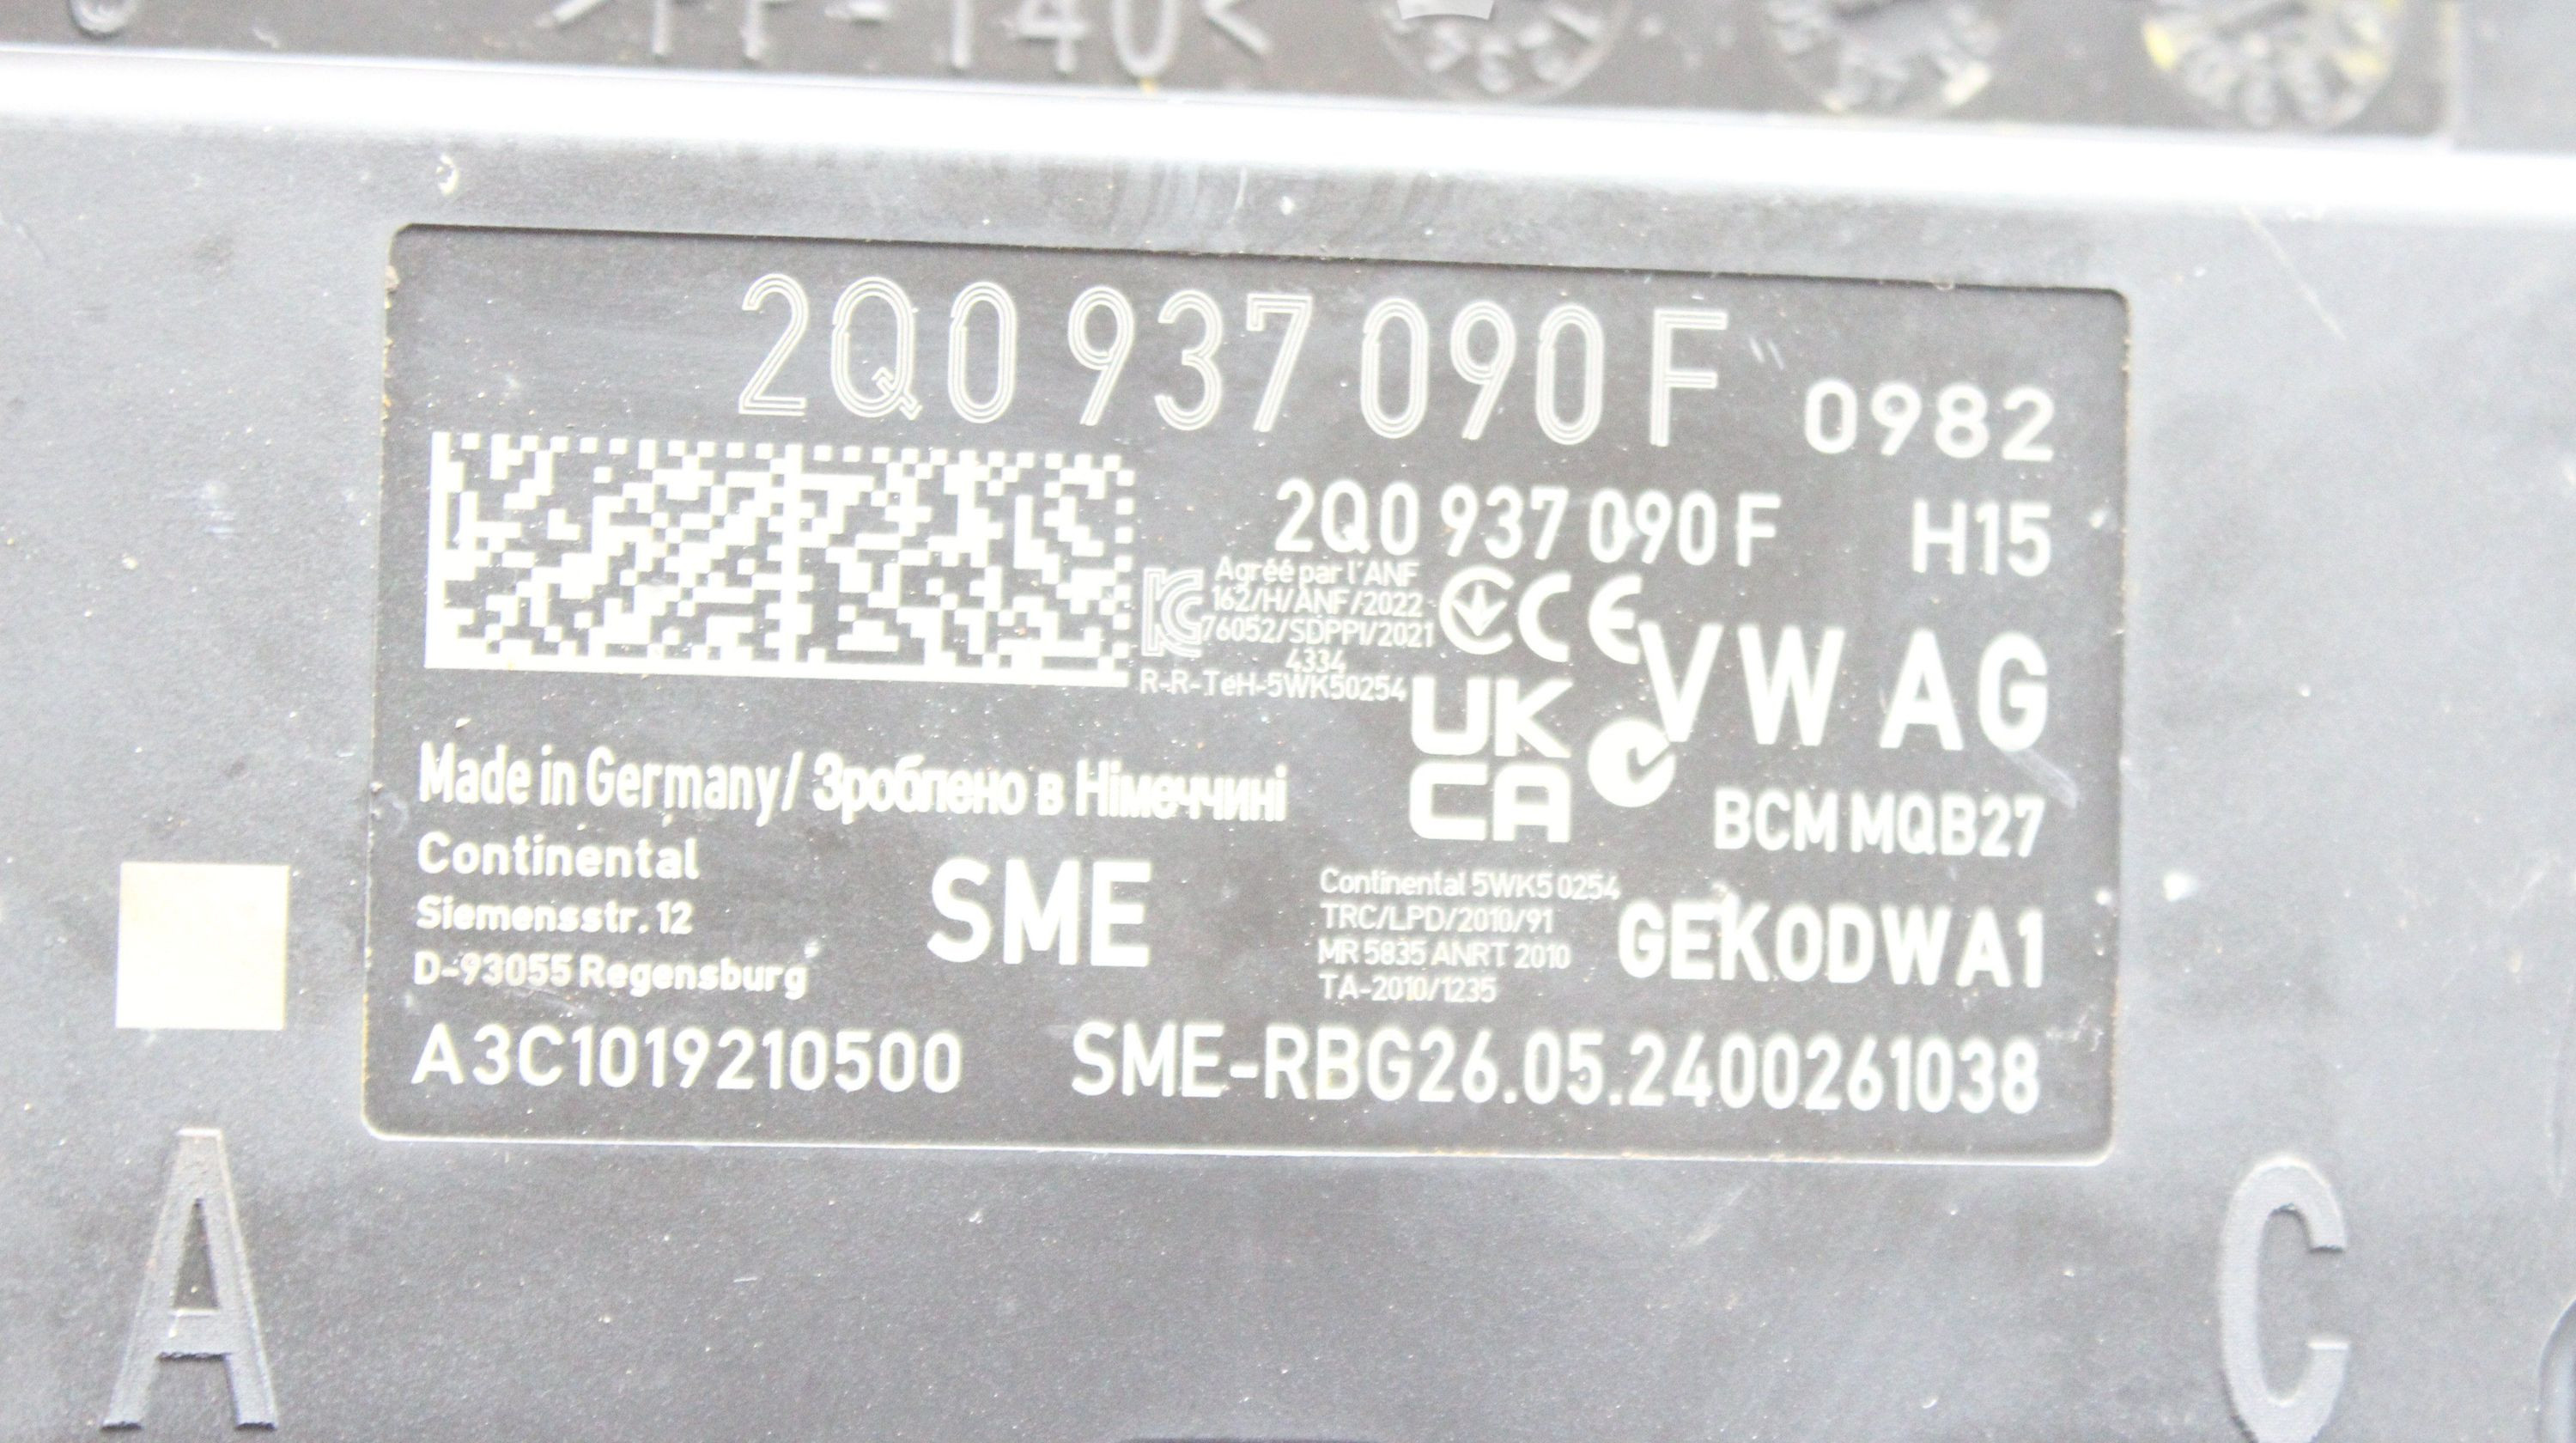 2Q0 937 090 F 0982
2Q0 937 090 F H15
Agréé par l'ANF
162/H/ANF/2022
76052/SDPPI/2021
4334
R-R-TeH-5WK50254
CE
VW AG
UK
CA
Made in Germany/ Зроблено в Німеччині
BCM MQB27
Continental
Siemensstr. 12
D-93055 Regensburg
SME
Continental 5WK5 0254
TRC/LPD/2010/91
MR 5835 ANRT 2010
TA-2010/1235
GEK0DWA1
A3C1019210500 SME-RBG26.05.2400261038
A C